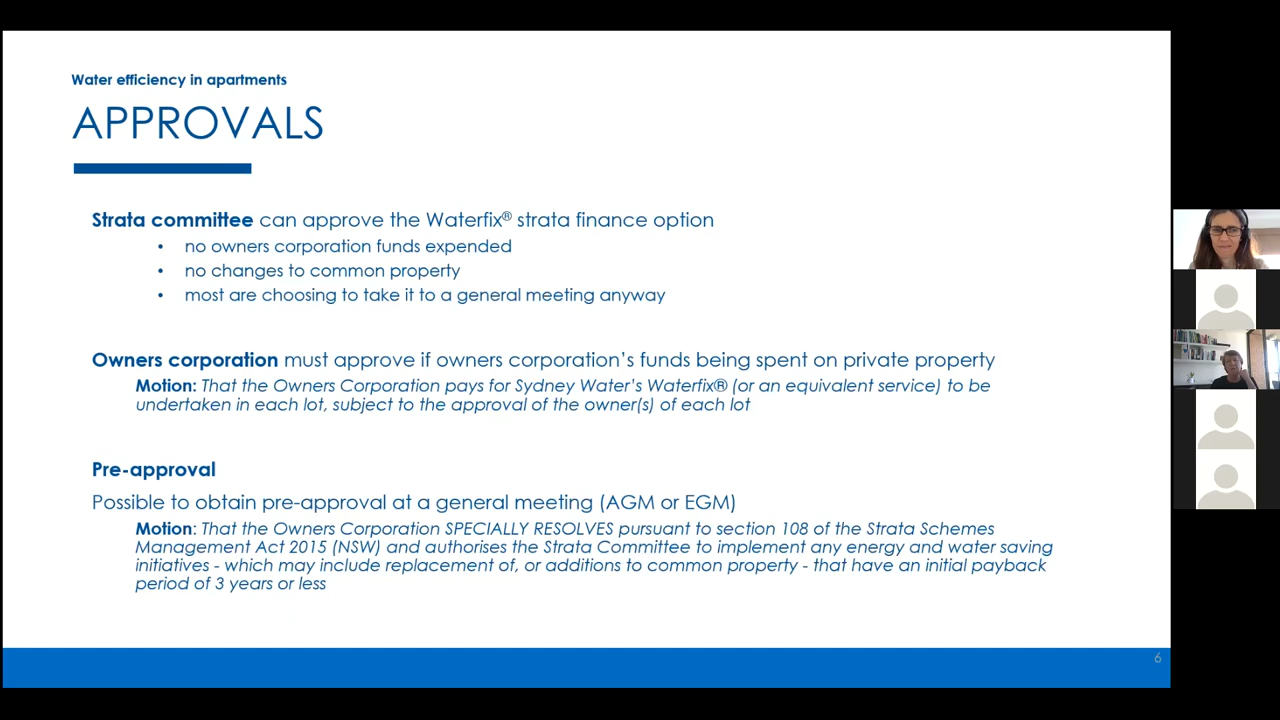 Water efficiency in apartments
APPROVALS
Strata committee can approve the Waterfix® strata finance option
• no owners corporation funds expended
• no changes to common property
• most are choosing to take it to a general meeting anyway
Owners corporation must approve if owners corporation's funds being spent on private property
Motion: That the Owners Corporation pays for Sydney Water's Waterfix® (or an equivalent service) to be
undertaken in each lot, subject to the approval of the owner(s) of each lot
Pre-approval
Possible to obtain pre-approval at a general meeting (AGM or EGM)
Motion: That the Owners Corporation SPECIALLY RESOLVES pursuant to section 108 of the Strata Schemes
Management Act 2015 (NSW) and authorises the Strata Committee to implement any energy and water saving
initiatives - which may include replacement of, or additions to common property - that have an initial payback
period of 3 years or less
6